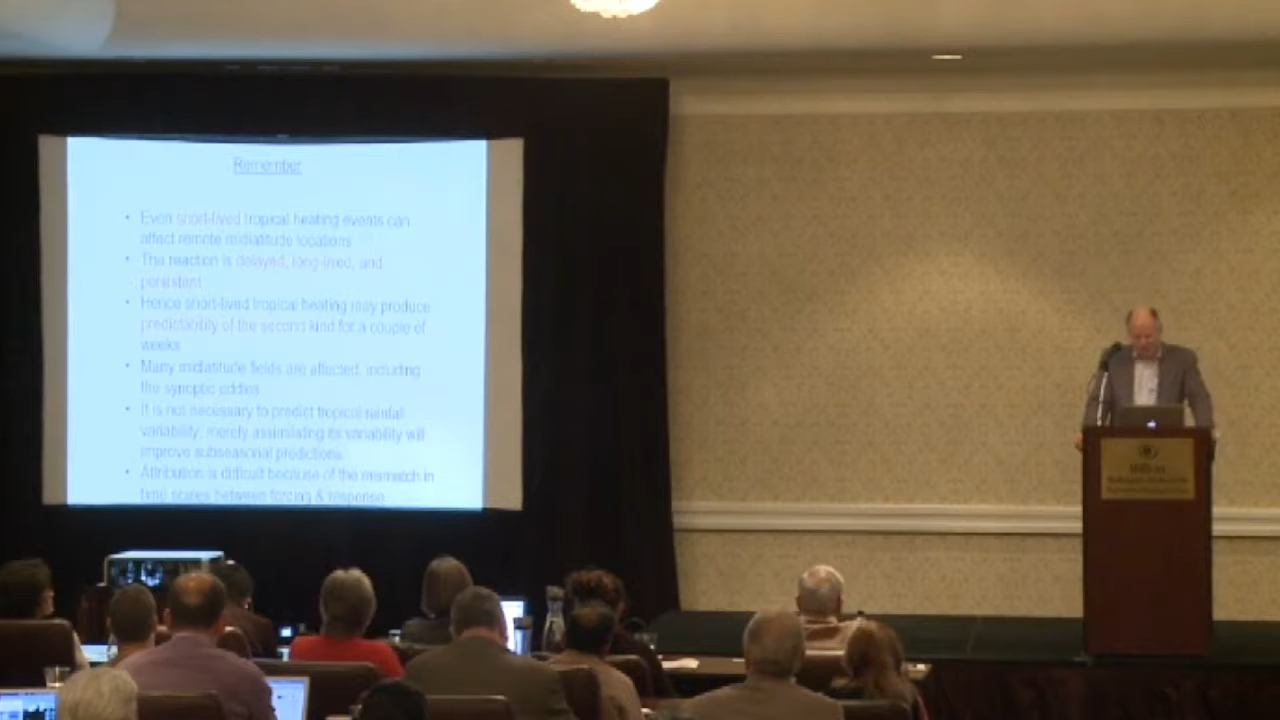 Remember
• Even short-lived tropical heating events can
affect remote midlatitude locations
• The reaction is delayed, long-lived, and
persistent
• Hence short-lived tropical heating may produce
predictability of the second kind for a couple of
weeks
• Many midlatitude fields are affected, including
the synoptic eddies
• It is not necessary to predict tropical rainfall
variability, merely assimilating its variability will
improve subseasonal predictions
• Attribution is difficult because of the mismatch in
time scales between forcing & response
Hilton